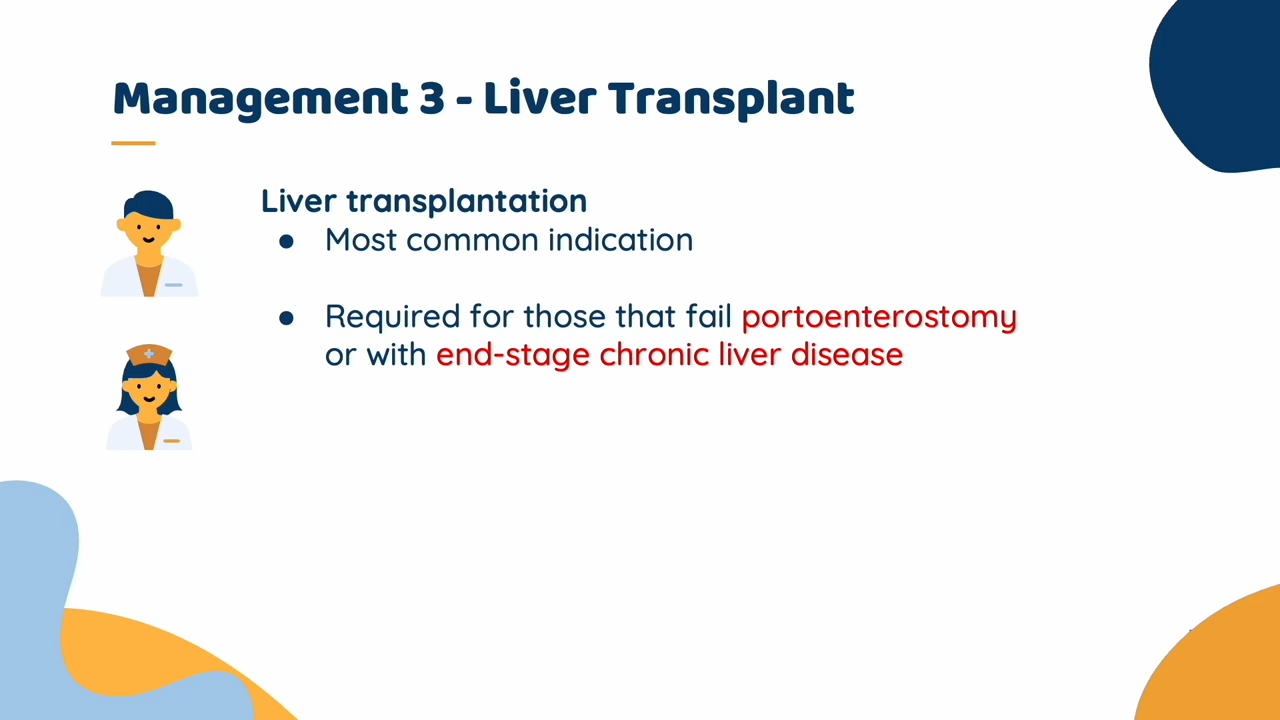 Management 3 - Liver Transplant
Liver transplantation
● Most common indication
● Required for those that fail portoenterostomy
or with end-stage chronic liver disease